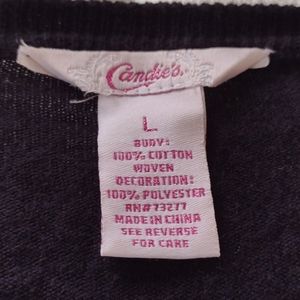 Candie's
L
BODY:
100% COTTON
WOVEN
DECORATION:
100% POLYESTER
RN#73277
MADE IN CHINA
SEE REVERSE
FOR CARE